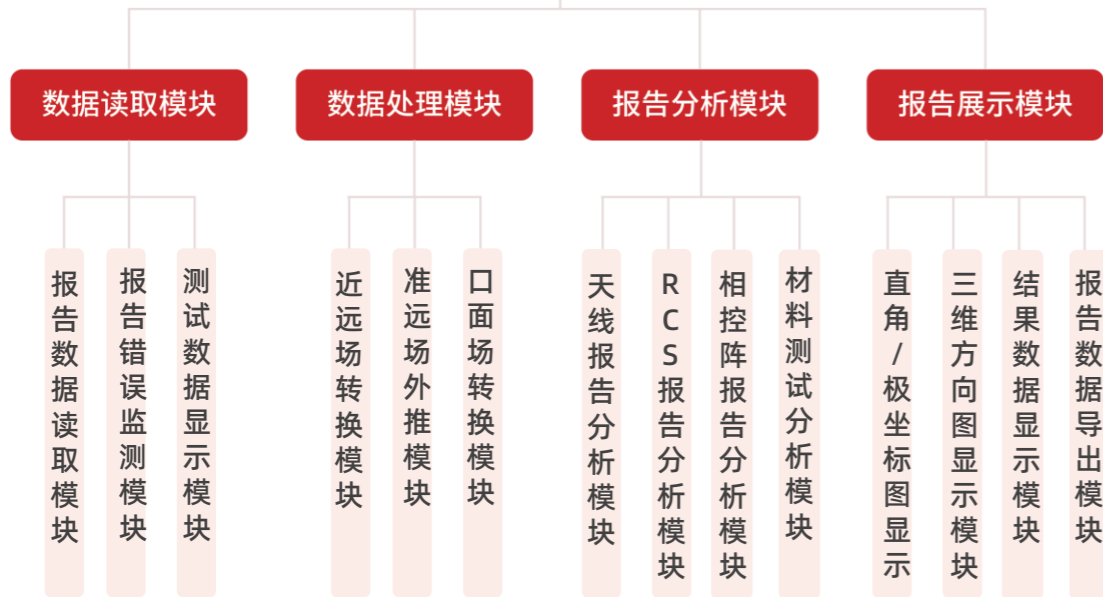 数据读取模块
数据处理模块
报告分析模块
报告展示模块
报告数据读取模块
报告错误监测模块
测试数据显示模块
近远场转换模块
准远场外推模块
口面场转换模块
天线报告分析模块
RCS报告分析模块
相控阵报告分析模块
材料测试分析模块
直角/极坐标图显示
三维方向图显示模块
结果数据显示模块
报告数据导出模块